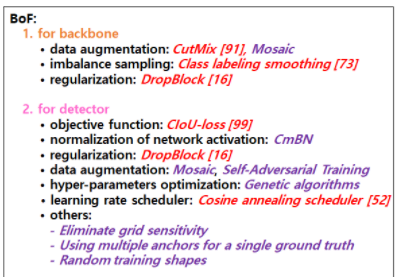 BoF:
1. for backbone
• data augmentation: CutMix [91], Mosaic
• imbalance sampling: Class labeling smoothing [73]
• regularization: DropBlock [16]
2. for detector
• objective function: CIoU-loss [99]
• normalization of network activation: CmBN
• regularization: DropBlock [16]
• data augmentation: Mosaic, Self-Adversarial Training
• hyper-parameters optimization: Genetic algorithms
• learning rate scheduler: Cosine annealing scheduler [52]
• others:
- Eliminate grid sensitivity
- Using multiple anchors for a single ground truth
- Random training shapes